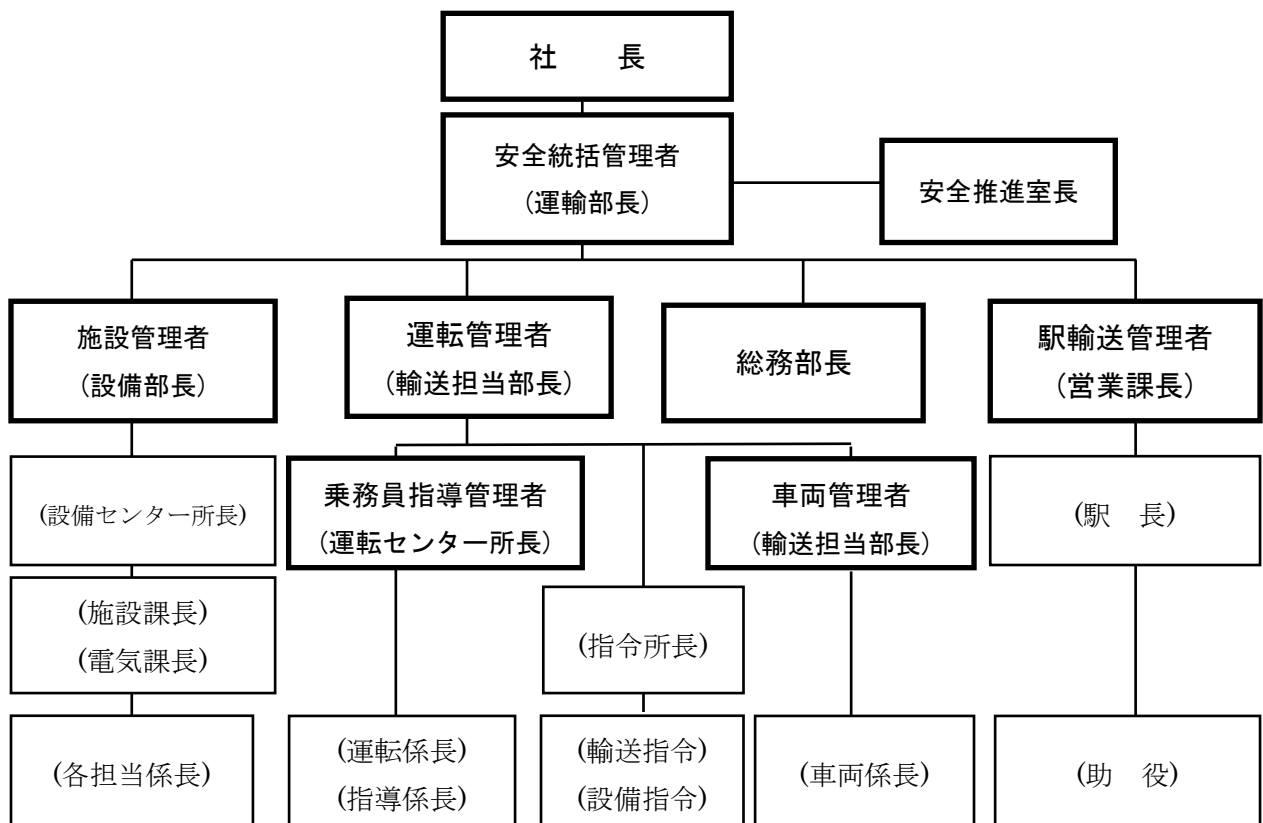 社　　長
安全統括管理者
（運輸部長）
安全推進室長
施設管理者
（設備部長）
運転管理者
（輸送担当部長）
総務部長
駅輸送管理者
（営業課長）
(設備センター所長)
乗務員指導管理者
（運転センター所長）
車両管理者
（輸送担当部長）
(駅　長)
(施設課長)
(電気課長)
(指令所長)
(各担当係長)
(運転係長)
(指導係長)
(輸送指令)
(設備指令)
(車両係長)
(助　役)